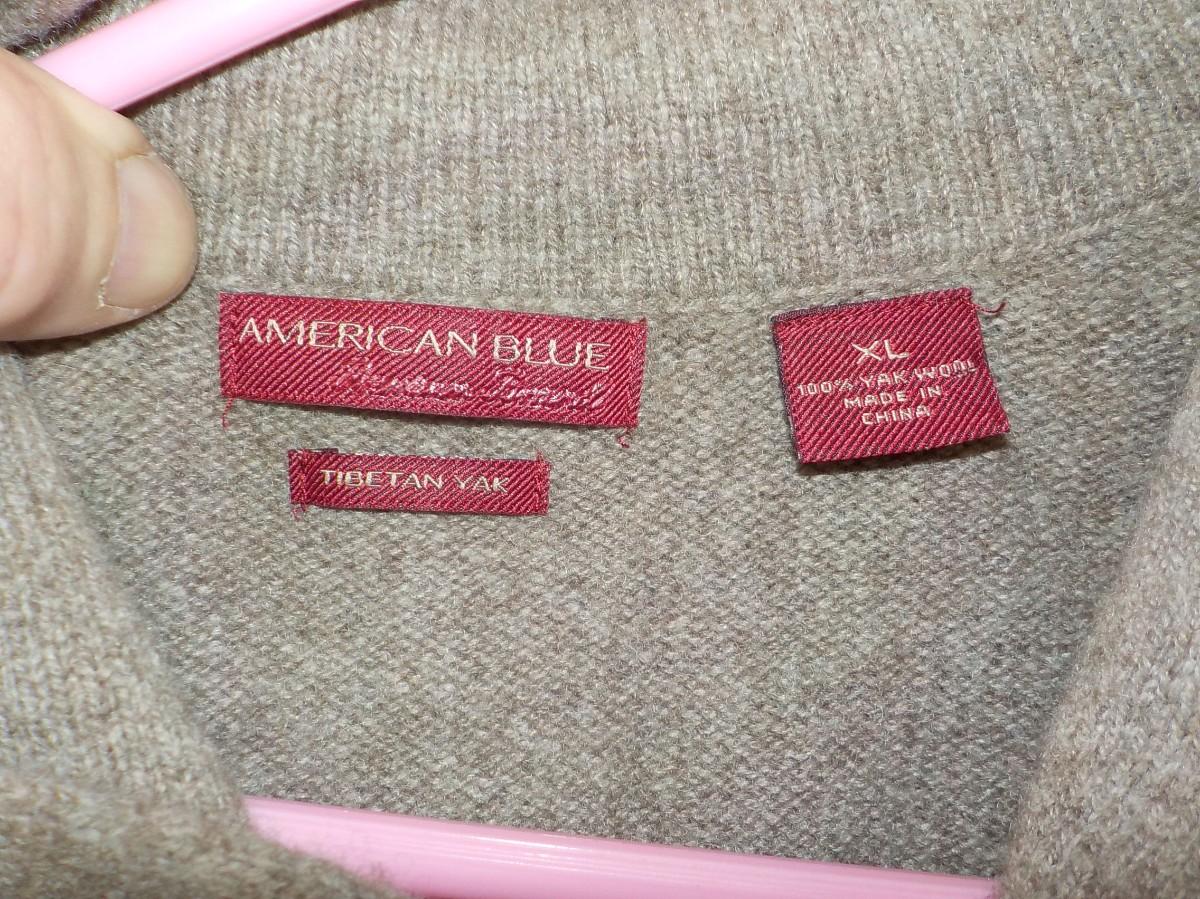 AMERICAN BLUE
TIBETAN YAK
XL
100% YAK WOOL
MADE IN
CHINA